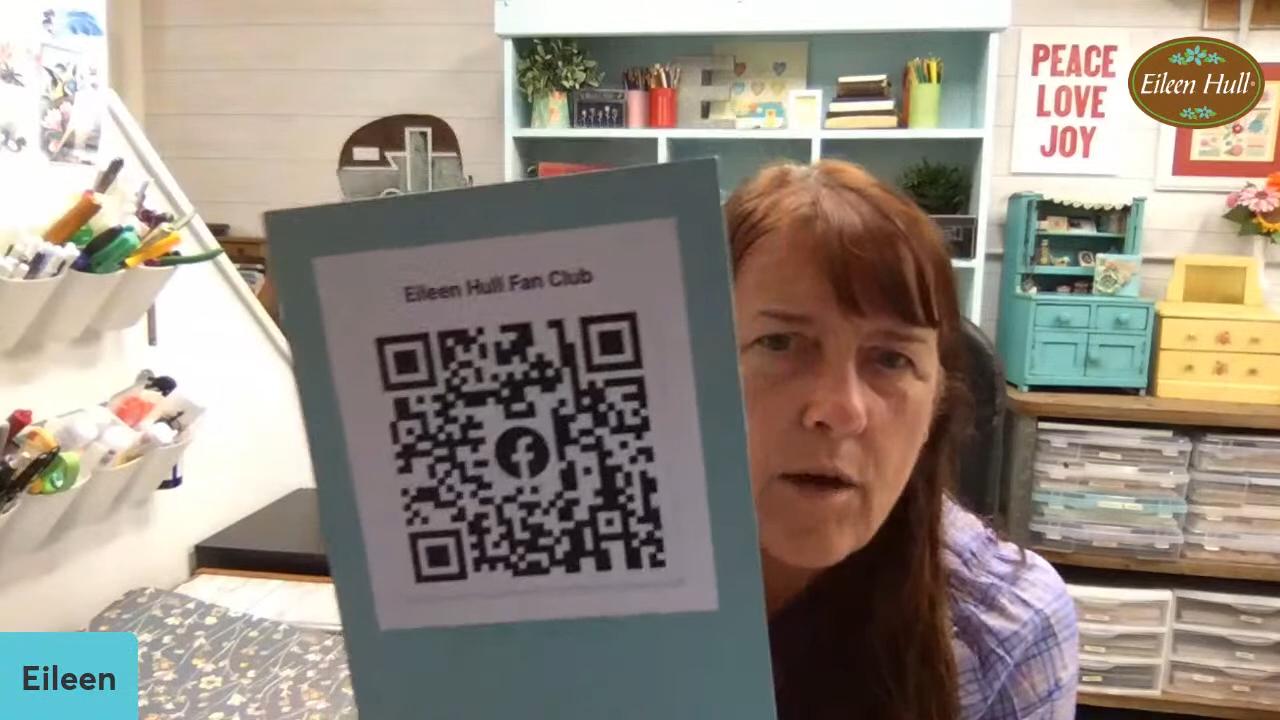 PEACE
LOVE
JOY
Eileen Hull
Eileen Hull Fan Club
Eileen